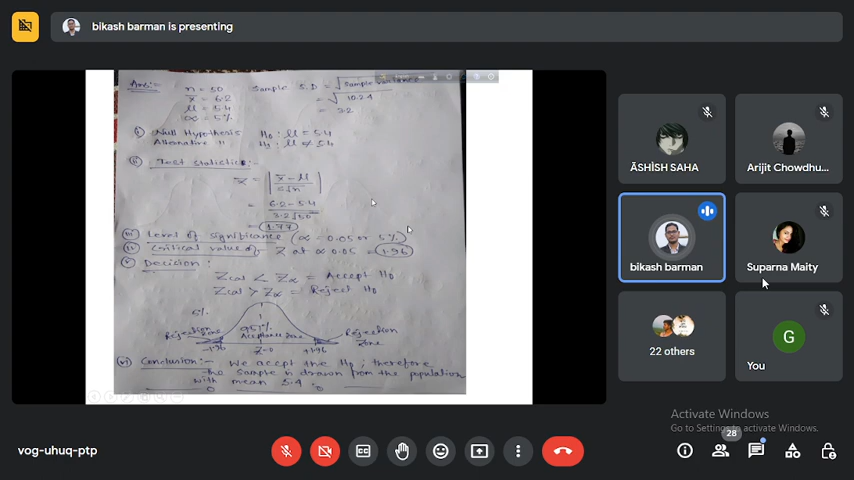 bikash barman is presenting
Ans:-
n = 50
x̄ = 6.2
μ = 5.4
α = 5%
Sample S.D = √Sample variance
= √10.24
= 3.2
i) Null Hypothesis H₀ : μ = 5.4
Alternative " H₁ : μ ≠ 5.4
ii) Test statistics :-
= | x̄ - μ / s√n |
= 6.2 - 5.4 / 3.2√50
= 1.77
iii) Level of significance (α = 0.05 or 5%)
critical value of Z at α 0.05 = 1.96
v) Decision :
Zcal < Zα = Accept H₀
Zcal > Zα = Reject H₀
95%
Acceptance zone
Rejection zone
Rejection zone
-1.96 Z=0 +1.96
vi) Conclusion :- We accept the H₀ ; therefore
the sample is drawn from the population
with mean 5.4
ĀSHĪSH SAHA
Arijit Chowdhu...
bikash barman
Suparna Maity
22 others
G
You
Activate Windows
Go to Settings to activate Windows.
28
vog-uhuq-ptp